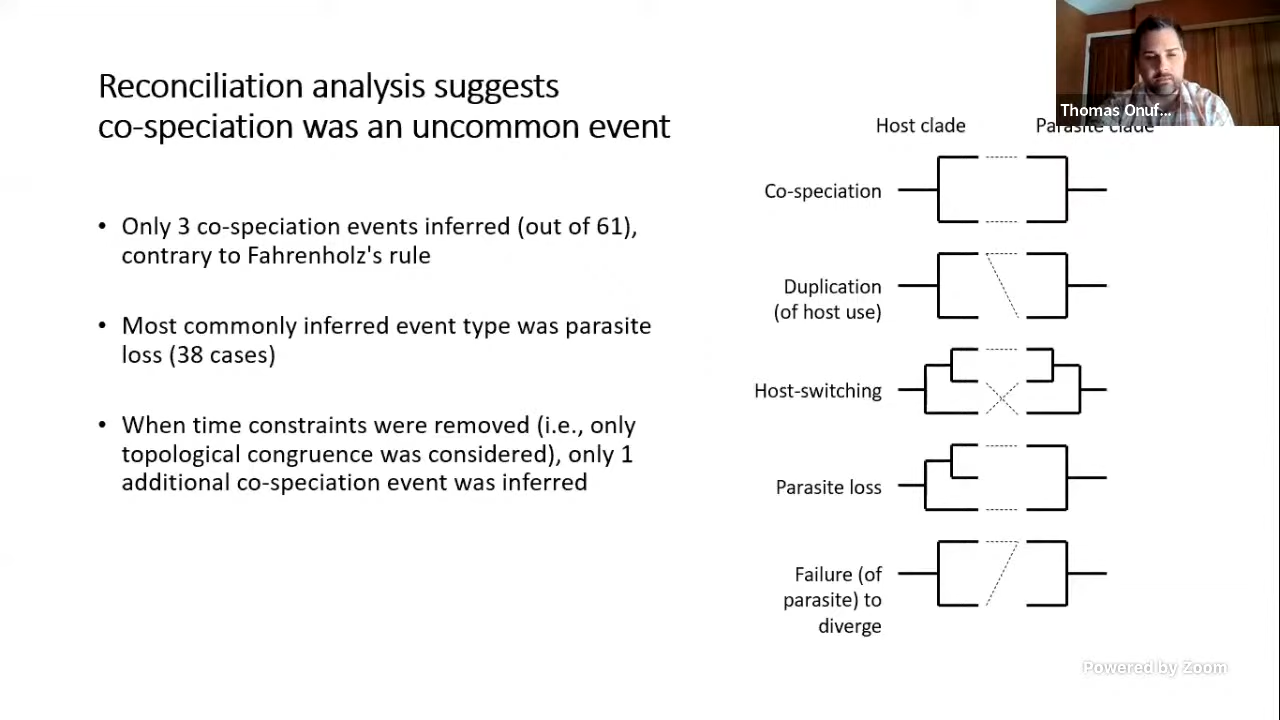 Reconciliation analysis suggests
co-speciation was an uncommon event
• Only 3 co-speciation events inferred (out of 61),
contrary to Fahrenholz's rule
• Most commonly inferred event type was parasite
loss (38 cases)
• When time constraints were removed (i.e., only
topological congruence was considered), only 1
additional co-speciation event was inferred
Thomas Onuf...
Host clade
Parasite clade
Co-speciation
Duplication
(of host use)
Host-switching
Parasite loss
Failure (of
parasite) to
diverge
Powered by Zoom